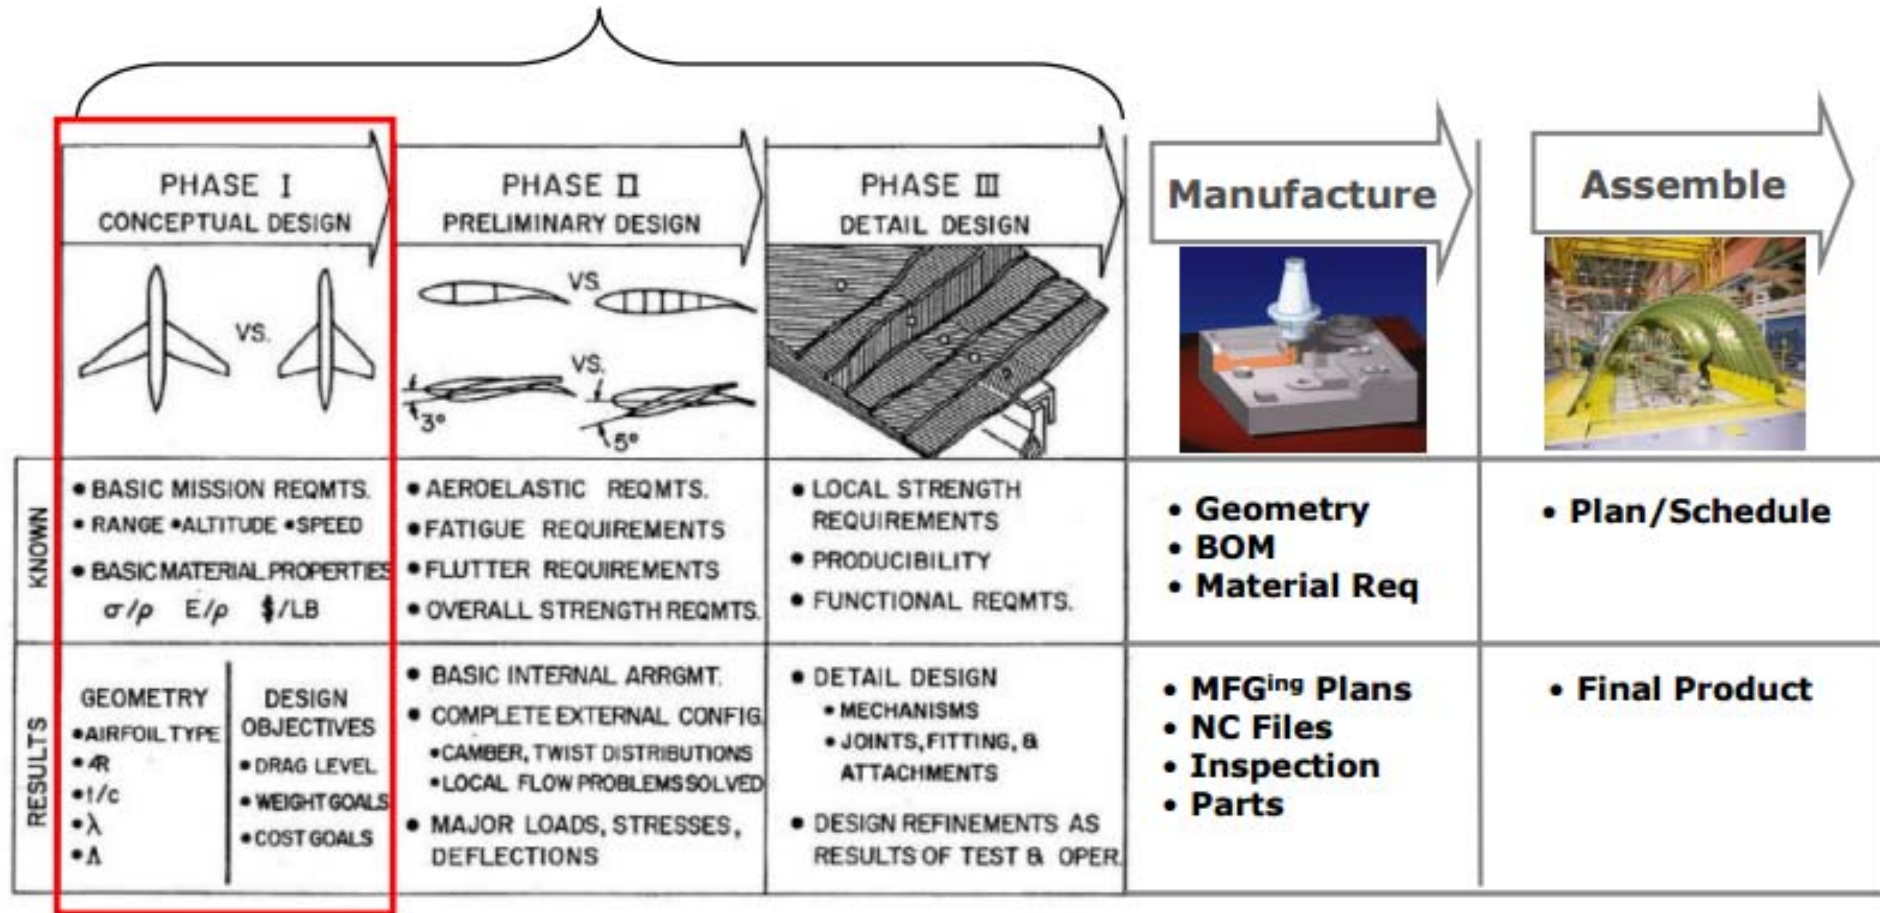 PHASE I
CONCEPTUAL DESIGN
VS.
PHASE II
PRELIMINARY DESIGN
VS.
VS.
3°
5°
PHASE III
DETAIL DESIGN
Manufacture
Assemble
KNOWN
• BASIC MISSION REQMTS.
• RANGE •ALTITUDE •SPEED
• BASIC MATERIAL PROPERTIES
σ/ρ E/ρ $/LB
• AEROELASTIC REQMTS.
• FATIGUE REQUIREMENTS
• FLUTTER REQUIREMENTS
• OVERALL STRENGTH REQMTS.
• LOCAL STRENGTH
REQUIREMENTS
• PRODUCIBILITY
• FUNCTIONAL REQMTS.
• Geometry
• BOM
• Material Req
• Plan/Schedule
RESULTS
GEOMETRY
• AIRFOIL TYPE
• AR
• t/c
• λ
• Λ
DESIGN
OBJECTIVES
• DRAG LEVEL
• WEIGHT GOALS
• COST GOALS
• BASIC INTERNAL ARRGMT.
• COMPLETE EXTERNAL CONFIG.
• CAMBER, TWIST DISTRIBUTIONS
• LOCAL FLOW PROBLEMS SOLVED
• MAJOR LOADS, STRESSES,
DEFLECTIONS
• DETAIL DESIGN
• MECHANISMS
• JOINTS, FITTING, &
ATTACHMENTS
• DESIGN REFINEMENTS AS
RESULTS OF TEST & OPER.
• MFGing Plans
• NC Files
• Inspection
• Parts
• Final Product